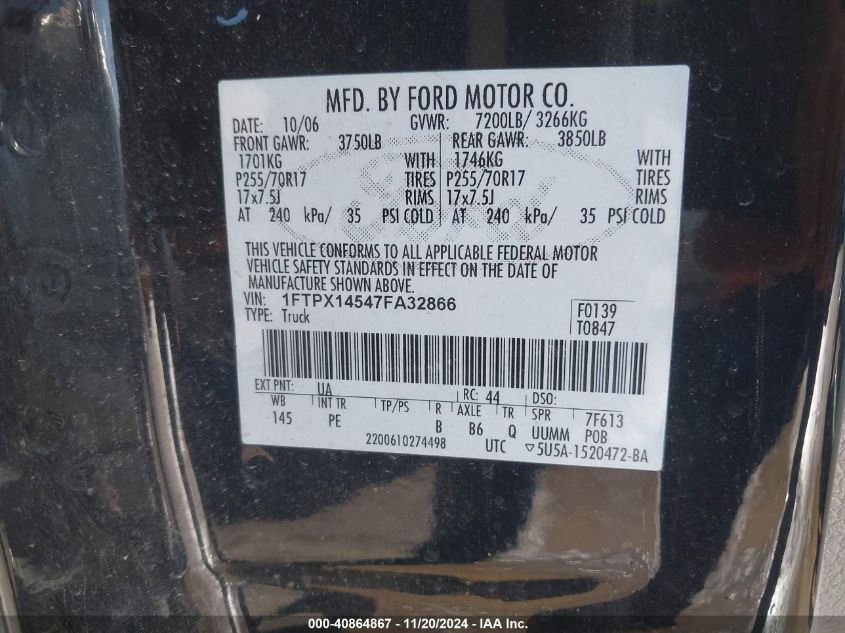 MFD. BY FORD MOTOR CO.
DATE: 10/06 GVWR: 7200LB/ 3266KG
FRONT GAWR: 3750LB REAR GAWR: 3850LB
1701KG WITH 1746KG WITH
P255/70R17 TIRES P255/70R17 TIRES
17x7.5J RIMS 17x7.5J RIMS
AT 240 kPa/ 35 PSI COLD AT 240 kPa/ 35 PSI COLD
THIS VEHICLE CONFORMS TO ALL APPLICABLE FEDERAL MOTOR
VEHICLE SAFETY STANDARDS IN EFFECT ON THE DATE OF
MANUFACTURE SHOWN ABOVE.
VIN: 1FTPX14547FA32866 F0139
TYPE: Truck T0847
EXT PNT: UA RC: 44 DSO:
WB INT TR TP/PS R AXLE TR SPR 7F613
145 PE B B6 Q UUMM POB
2200610274498 UTC ▽5U5A-1520472-BA
000-40864867 - 11/20/2024 - IAA Inc.